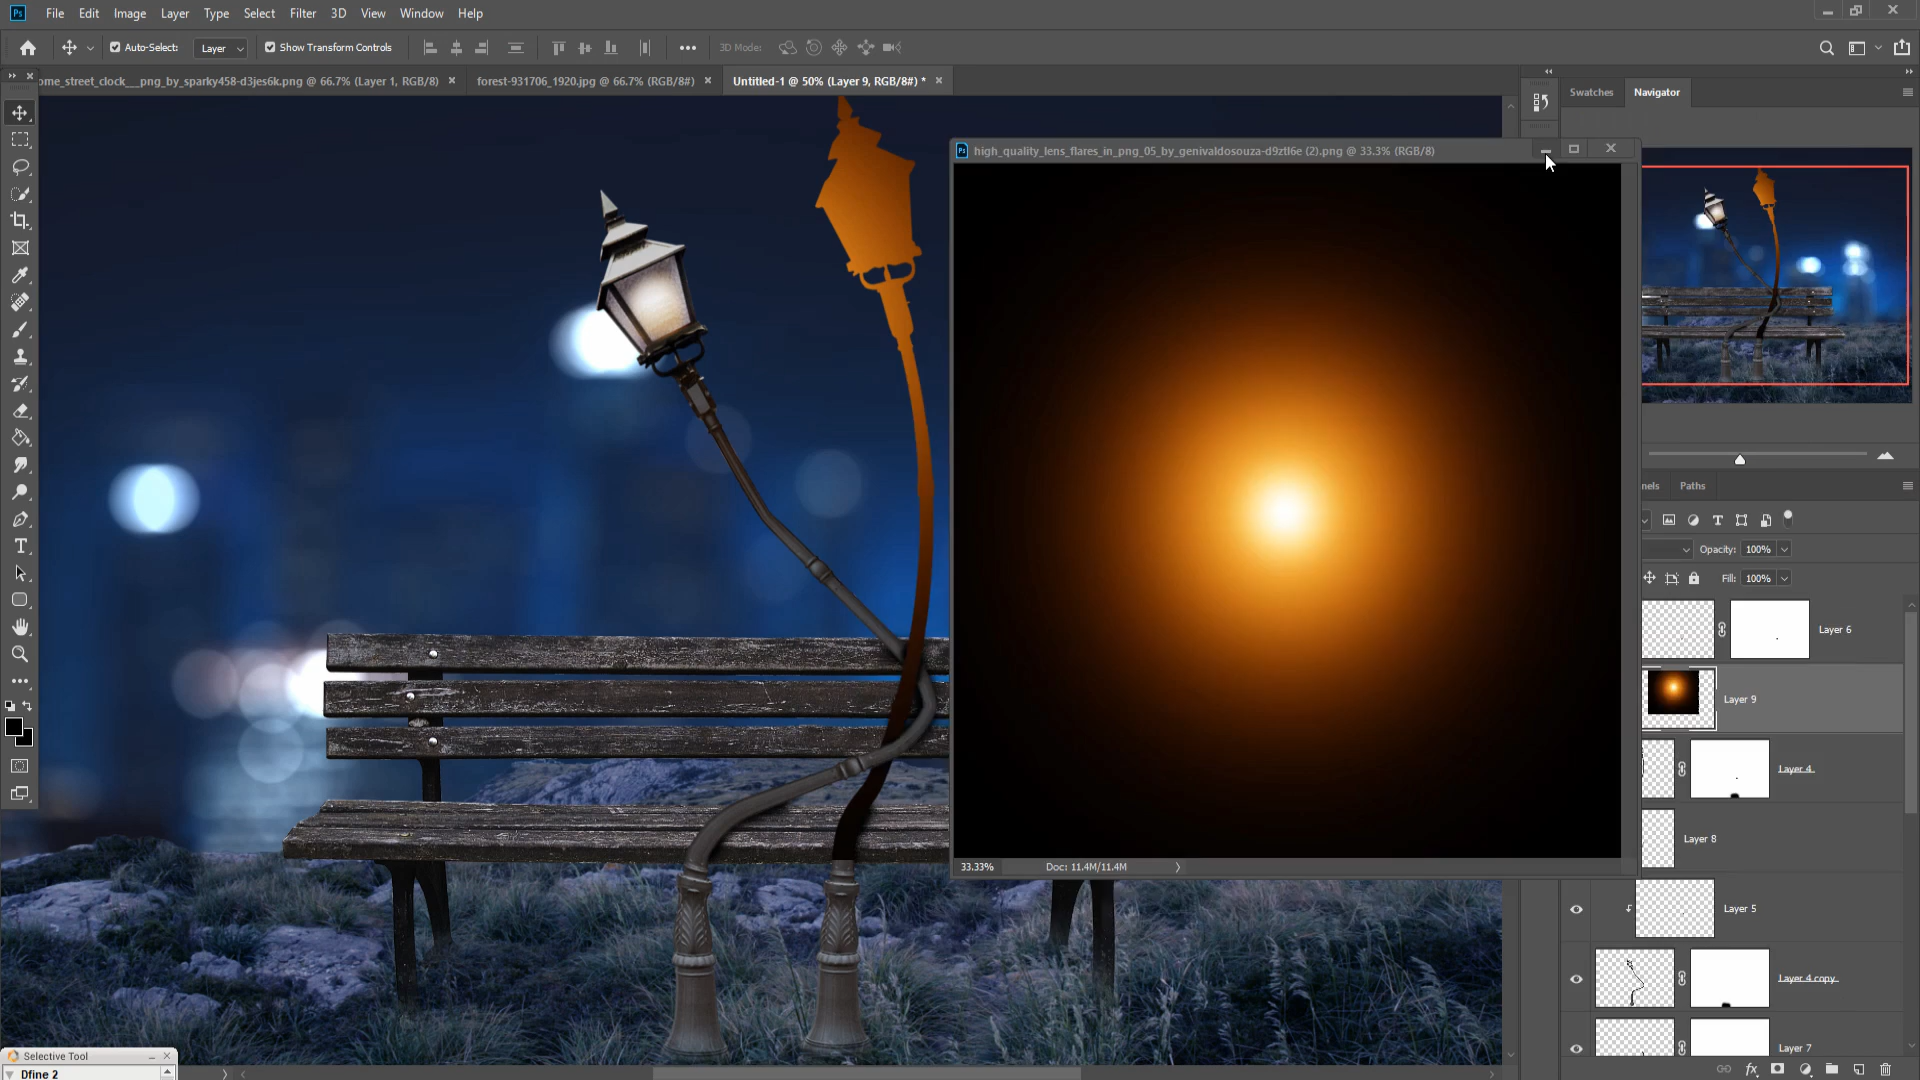 Ps File Edit Image Layer Type Select Filter 3D View Window Help
Auto-Select: Layer Show Transform Controls 3D Mode:
ome_street_clock___png_by_sparky458-d3jes6k.png @ 66.7% (Layer 1, RGB/8) × forest-931706_1920.jpg @ 66.7% (RGB/8#) × Untitled-1 @ 50% (Layer 9, RGB/8#) * ×
Swatches Navigator
Ps high_quality_lens_flares_in_png_05_by_genivaldosouza-d9ztl6e (2).png @ 33.3% (RGB/8)
nels Paths
Opacity: 100%
Fill: 100%
Layer 6
Layer 9
Layer 4
Layer 8
33.33% Doc: 11.4M/11.4M
Layer 5
Layer 4 copy
Layer 7
Selective Tool
Dfine 2